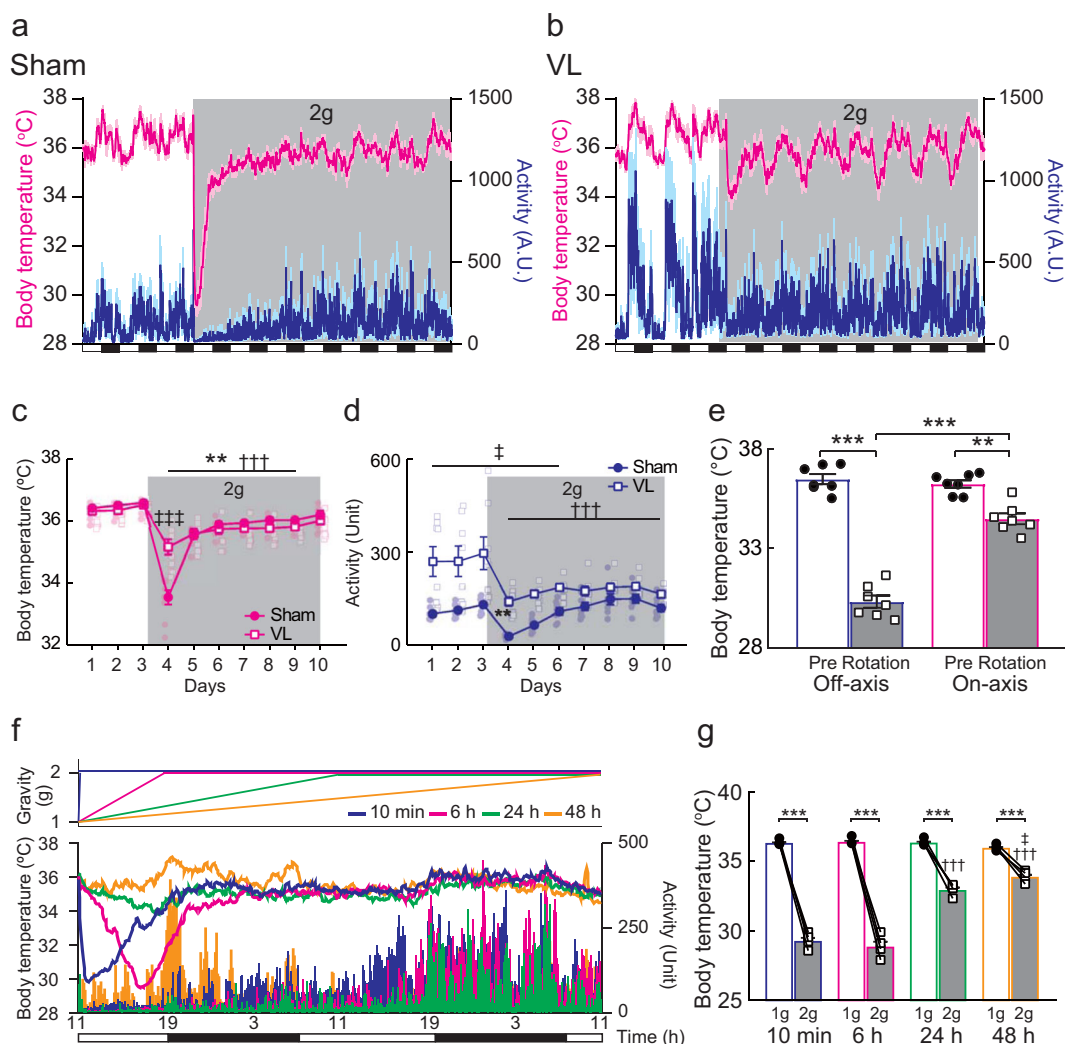 a
Sham
38
36
34
32
30
28
Body temperature (°C)
2g
1500
1000
500
0
Activity (A.U.)
b
VL
38
36
34
32
30
28
Body temperature (°C)
2g
1500
1000
500
0
Activity (A.U.)
c
38
36
34
32
Body temperature (°C)
** †††
2g
‡‡‡
Sham
VL
1 2 3 4 5 6 7 8 9 10
Days
d
600
300
0
Activity (Unit)
‡
Sham
VL
2g
†††
**
1 2 3 4 5 6 7 8 9 10
Days
e
38
33
28
Body temperature (°C)
***
***
**
Pre Rotation Pre Rotation
Off-axis On-axis
f
Gravity (g)
2
1
10 min 6 h 24 h 48 h
38
36
35
34
32
30
28
Body temperature (°C)
500
250
0
Activity (Unit)
11 19 3 11 19 3 11
Time (h)
g
40
35
30
25
Body temperature (°C)
*** *** *** ***
‡
††† †††
1g 2g 1g 2g 1g 2g 1g 2g
10 min 6 h 24 h 48 h